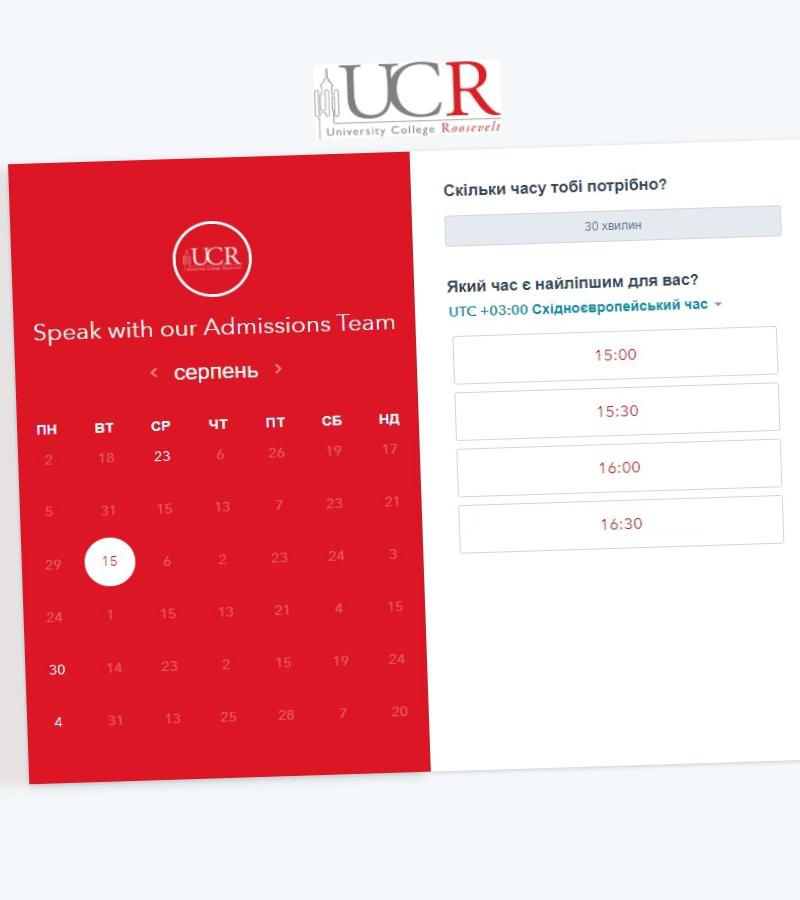 UCR
University College Roosevelt
UCR
Speak with our Admissions Team
серпень
ПН ВТ СР ЧТ ПТ СБ НД
2 18 23 6 26 19 17
5 31 15 13 7 23 21
29 15 6 2 23 24 3
24 1 15 13 21 4 15
30 14 23 2 15 19 24
4 31 13 25 28 7 20
Скільки часу тобі потрібно?
30 хвилин
Який час є найліпшим для вас?
UTC +03:00 Східноєвропейський час
15:00
15:30
16:00
16:30